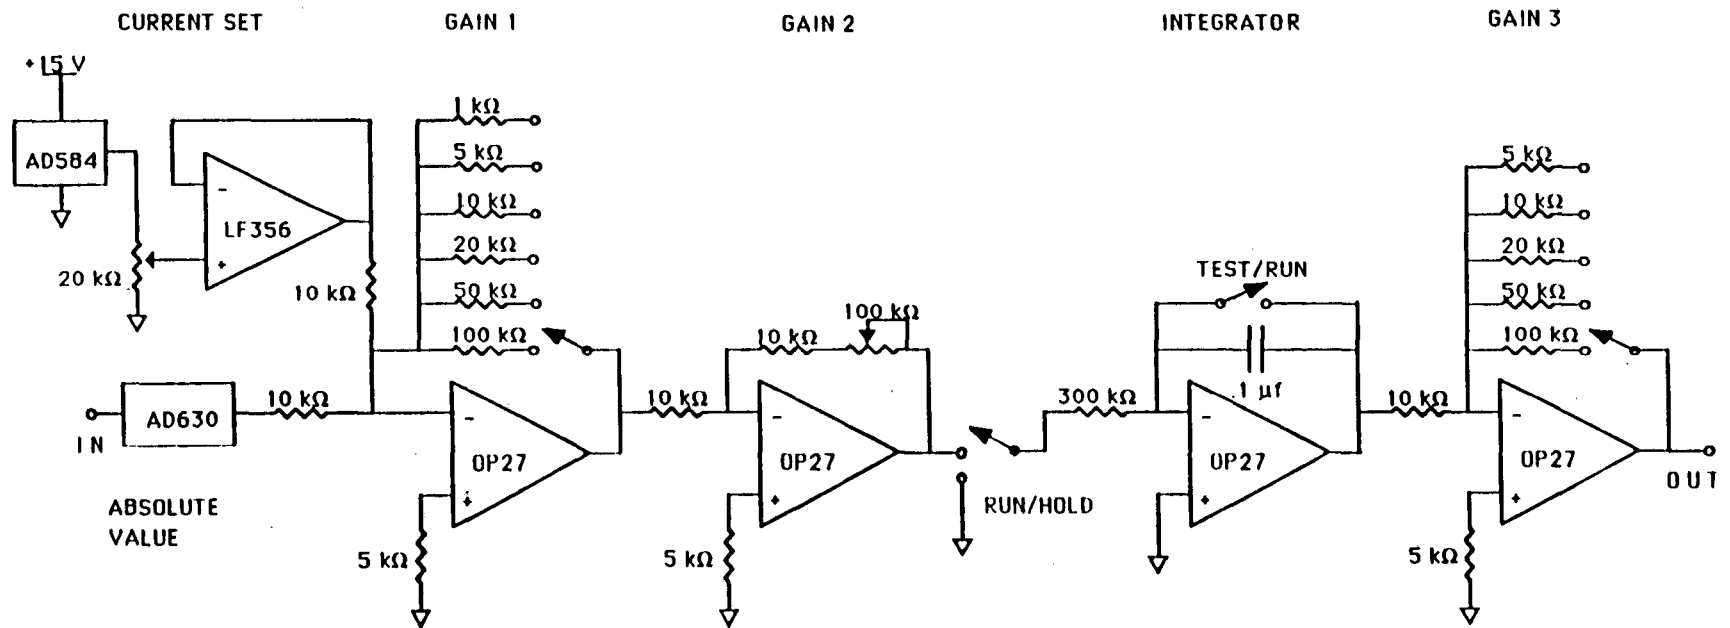 CURRENT SET
GAIN 1
GAIN 2
INTEGRATOR
GAIN 3
+15 V
AD584
20 kΩ
-
+
LF356
10 kΩ
1 kΩ
5 kΩ
10 kΩ
20 kΩ
50 kΩ
100 kΩ
IN
AD630
10 kΩ
ABSOLUTE
VALUE
-
+
OP27
5 kΩ
10 kΩ
10 kΩ
100 kΩ
-
+
OP27
5 kΩ
RUN/HOLD
300 kΩ
TEST/RUN
.1 µf
-
+
OP27
10 kΩ
5 kΩ
10 kΩ
20 kΩ
50 kΩ
100 kΩ
-
+
OP27
5 kΩ
OUT